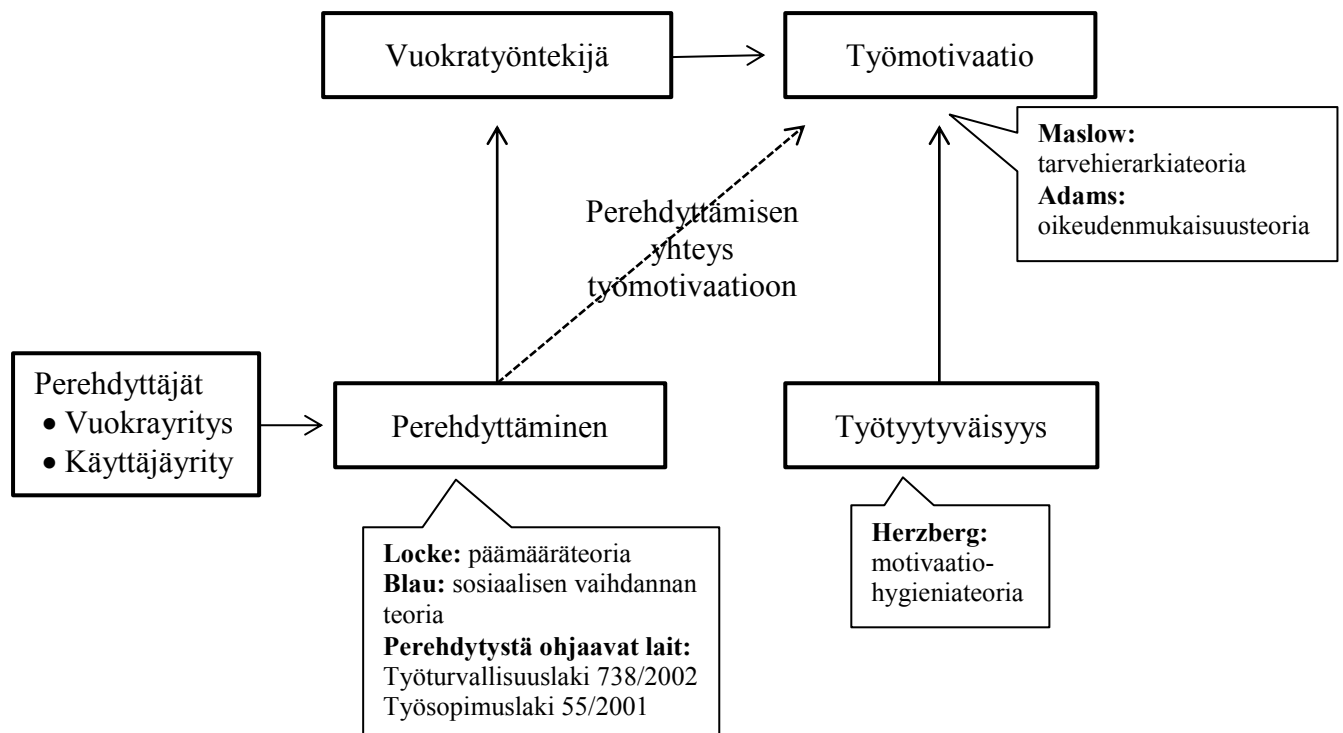 Vuokratyöntekijä
Työmotivaatio
Maslow:
tarvehierarkiateoria
Adams:
oikeudenmukaisuusteoria
Perehdyttämisen
yhteys
työmotivaatioon
Perehdyttäjät
• Vuokrayritys
• Käyttäjäyrity
Perehdyttäminen
Työtyytyväisyys
Locke: päämääräteoria
Blau: sosiaalisen vaihdannan
teoria
Perehdytystä ohjaavat lait:
Työturvallisuuslaki 738/2002
Työsopimuslaki 55/2001
Herzberg:
motivaatio-
hygieniateoria